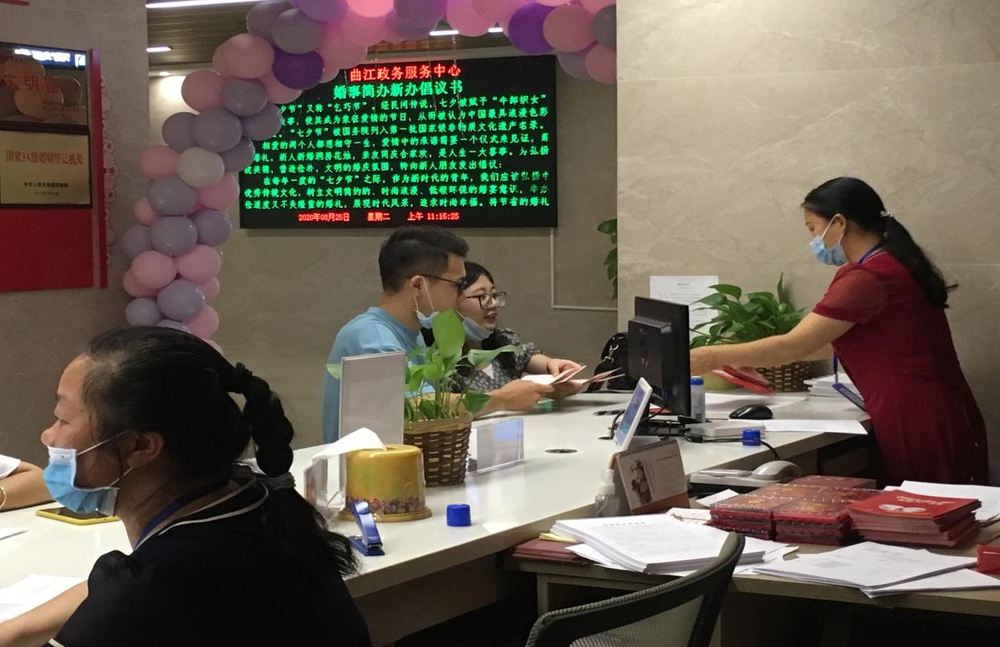 文明窗
国家3A级婚姻登记机关
曲江政务服务中心
婚事简办新办倡议书
夕节”又称“乞巧节”。经民间传说，七夕被赋予“牛郎织女”
故事，使其成为象征爱情的节日，从而被认为中国最具浪漫色彩
“七夕节”被国务院列入第一批国家级非物质文化遗产名录。
相爱的两个人都想相守一生，爱情中的承诺需要一个仪式来见证，而
婚礼，新人新婚洞房花烛，亲友同庆合家欢，是人生一大喜事。为弘扬
统美德，营造俭朴、文明的婚庆氛围，特向新人朋友发出倡议：
在每年一度的“七夕节”之际，作为新时代的青年，我们应该弘扬中
优秀传统文化，树立文明简约的、时尚浪漫、低碳环保的婚宴意识，举办
俭适度又不失隆重的婚礼，展现时代风采，追求时尚幸福。将节省的婚礼
2020年08月25日 星期二 上午 11:15:25